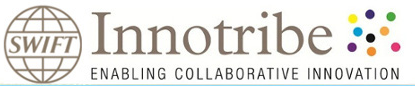 SWIFT
Innotribe
ENABLING COLLABORATIVE INNOVATION